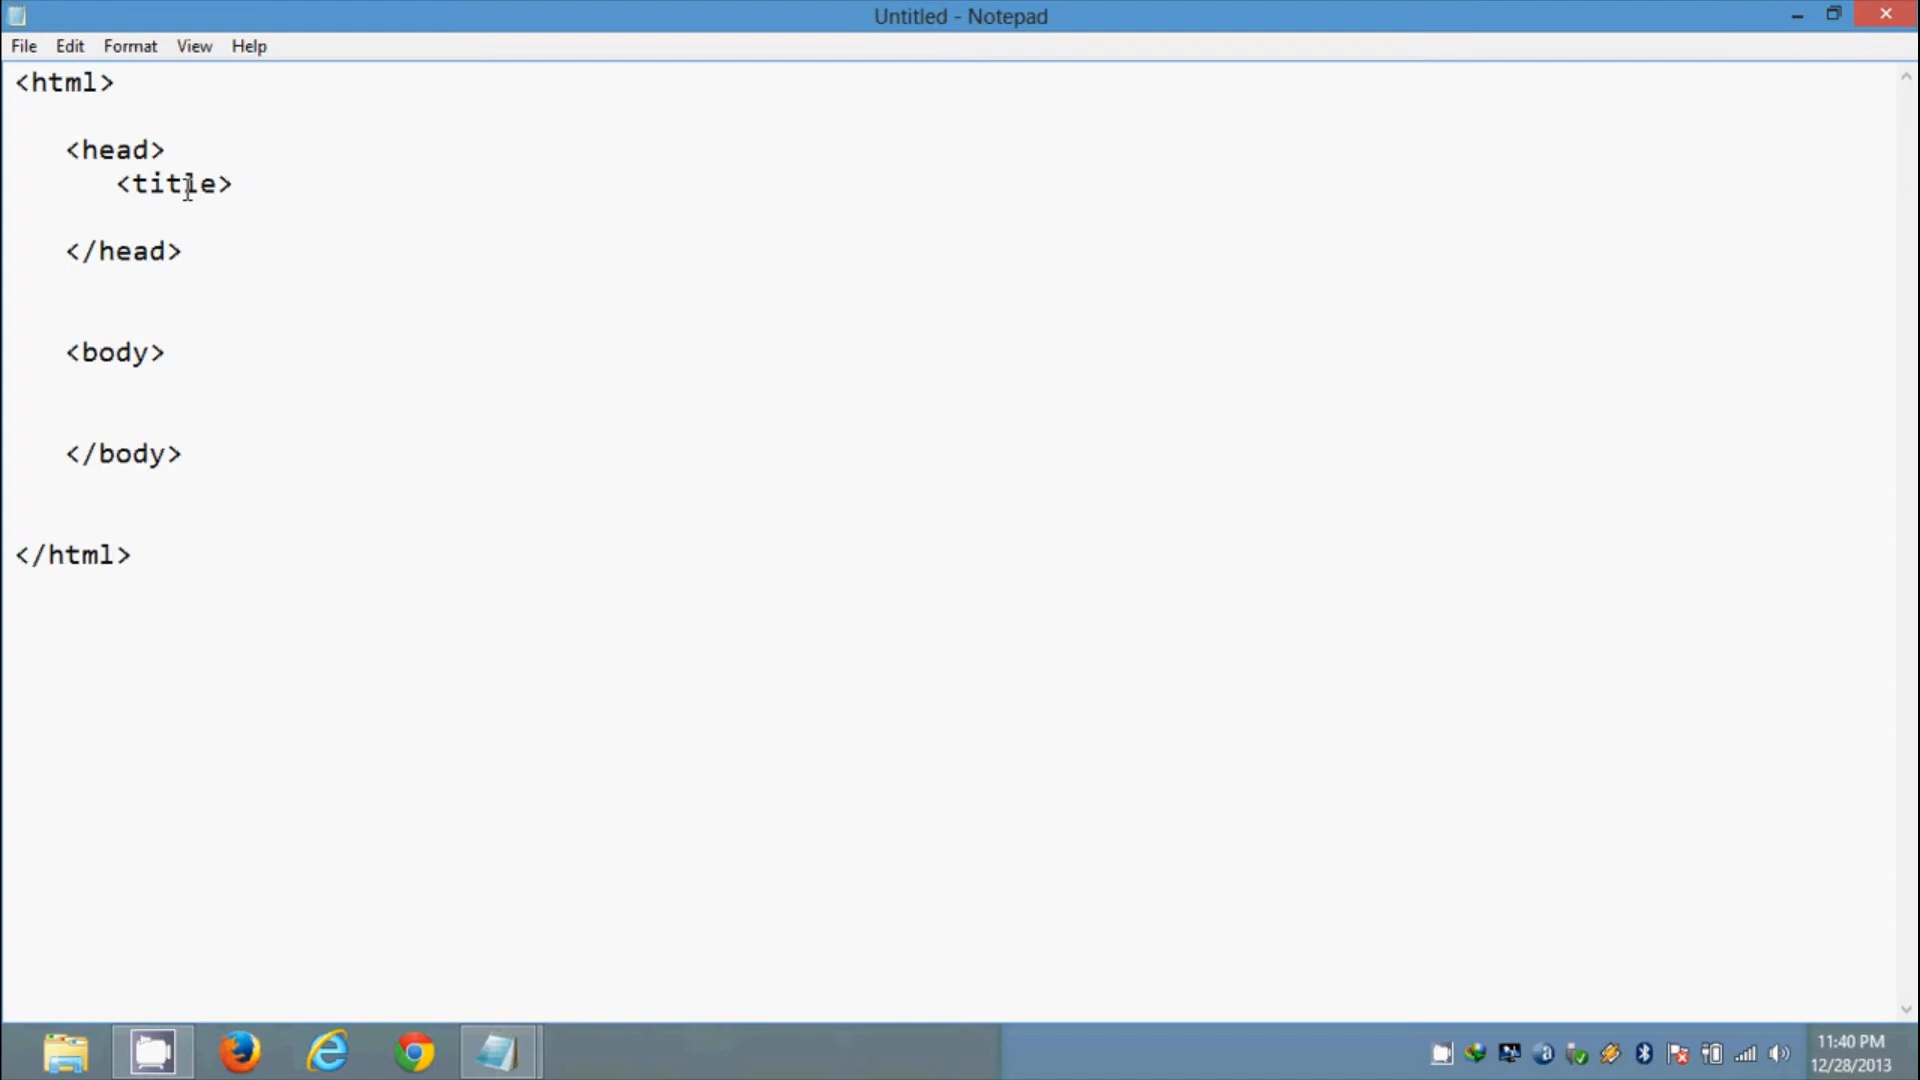 Untitled - Notepad
File Edit Format View Help
<html>
<head>
<title>
</head>
<body>
</body>
</html>
11:40 PM
12/28/2013